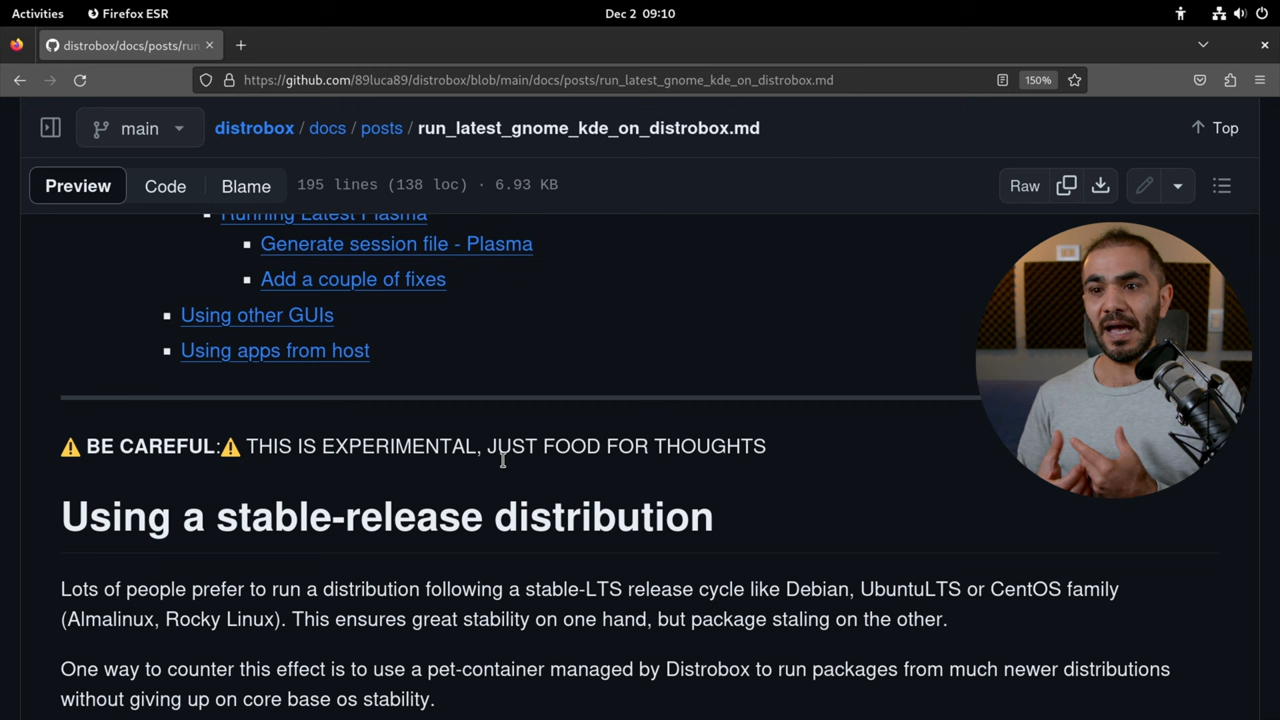 Activities
Firefox ESR
Dec 2 09:10
distrobox/docs/posts/run
https://github.com/89luca89/distrobox/blob/main/docs/posts/run_latest_gnome_kde_on_distrobox.md
150%
main
distrobox / docs / posts / run_latest_gnome_kde_on_distrobox.md
Top
Preview
Code
Blame
195 lines (138 loc) · 6.93 KB
Raw
Running Latest Plasma
Generate session file - Plasma
Add a couple of fixes
Using other GUIs
Using apps from host
⚠️ BE CAREFUL:⚠️ THIS IS EXPERIMENTAL, JUST FOOD FOR THOUGHTS
Using a stable-release distribution
Lots of people prefer to run a distribution following a stable-LTS release cycle like Debian, UbuntuLTS or CentOS family
(Almalinux, Rocky Linux). This ensures great stability on one hand, but package staling on the other.
One way to counter this effect is to use a pet-container managed by Distrobox to run packages from much newer distributions
without giving up on core base os stability.